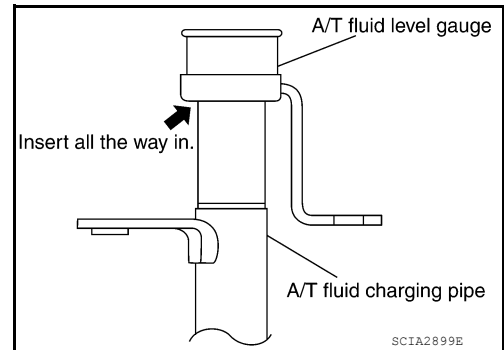 A/T fluid level gauge
Insert all the way in.
A/T fluid charging pipe
SCIA2899E